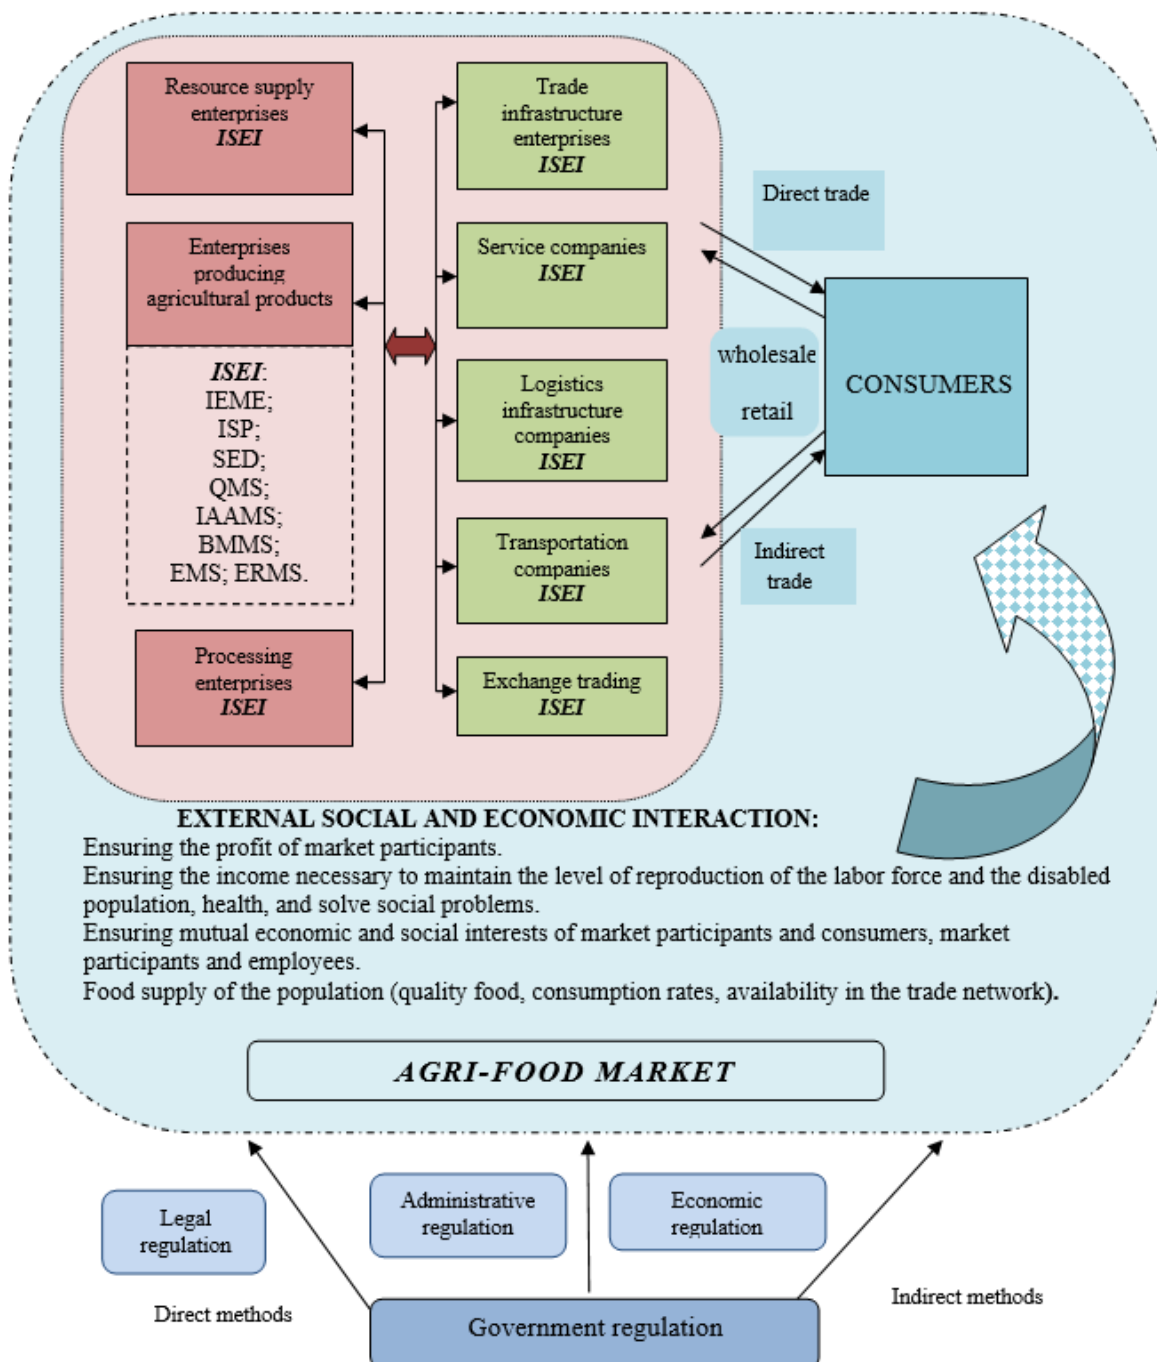 Resource supply
enterprises
ISEI
Enterprises
producing
agricultural products
ISEI:
IEME;
ISP;
SED;
QMS;
IAAMS;
BMMS;
EMS; ERMS.
Processing
enterprises
ISEI
Trade
infrastructure
enterprises
ISEI
Service companies
ISEI
Logistics
infrastructure
companies
ISEI
Transportation
companies
ISEI
Exchange trading
ISEI
Direct trade
wholesale
retail
Indirect
trade
CONSUMERS
EXTERNAL SOCIAL AND ECONOMIC INTERACTION:
Ensuring the profit of market participants.
Ensuring the income necessary to maintain the level of reproduction of the labor force and the disabled
population, health, and solve social problems.
Ensuring mutual economic and social interests of market participants and consumers, market
participants and employees.
Food supply of the population (quality food, consumption rates, availability in the trade network).
AGRI-FOOD MARKET
Legal
regulation
Administrative
regulation
Economic
regulation
Direct methods
Indirect methods
Government regulation